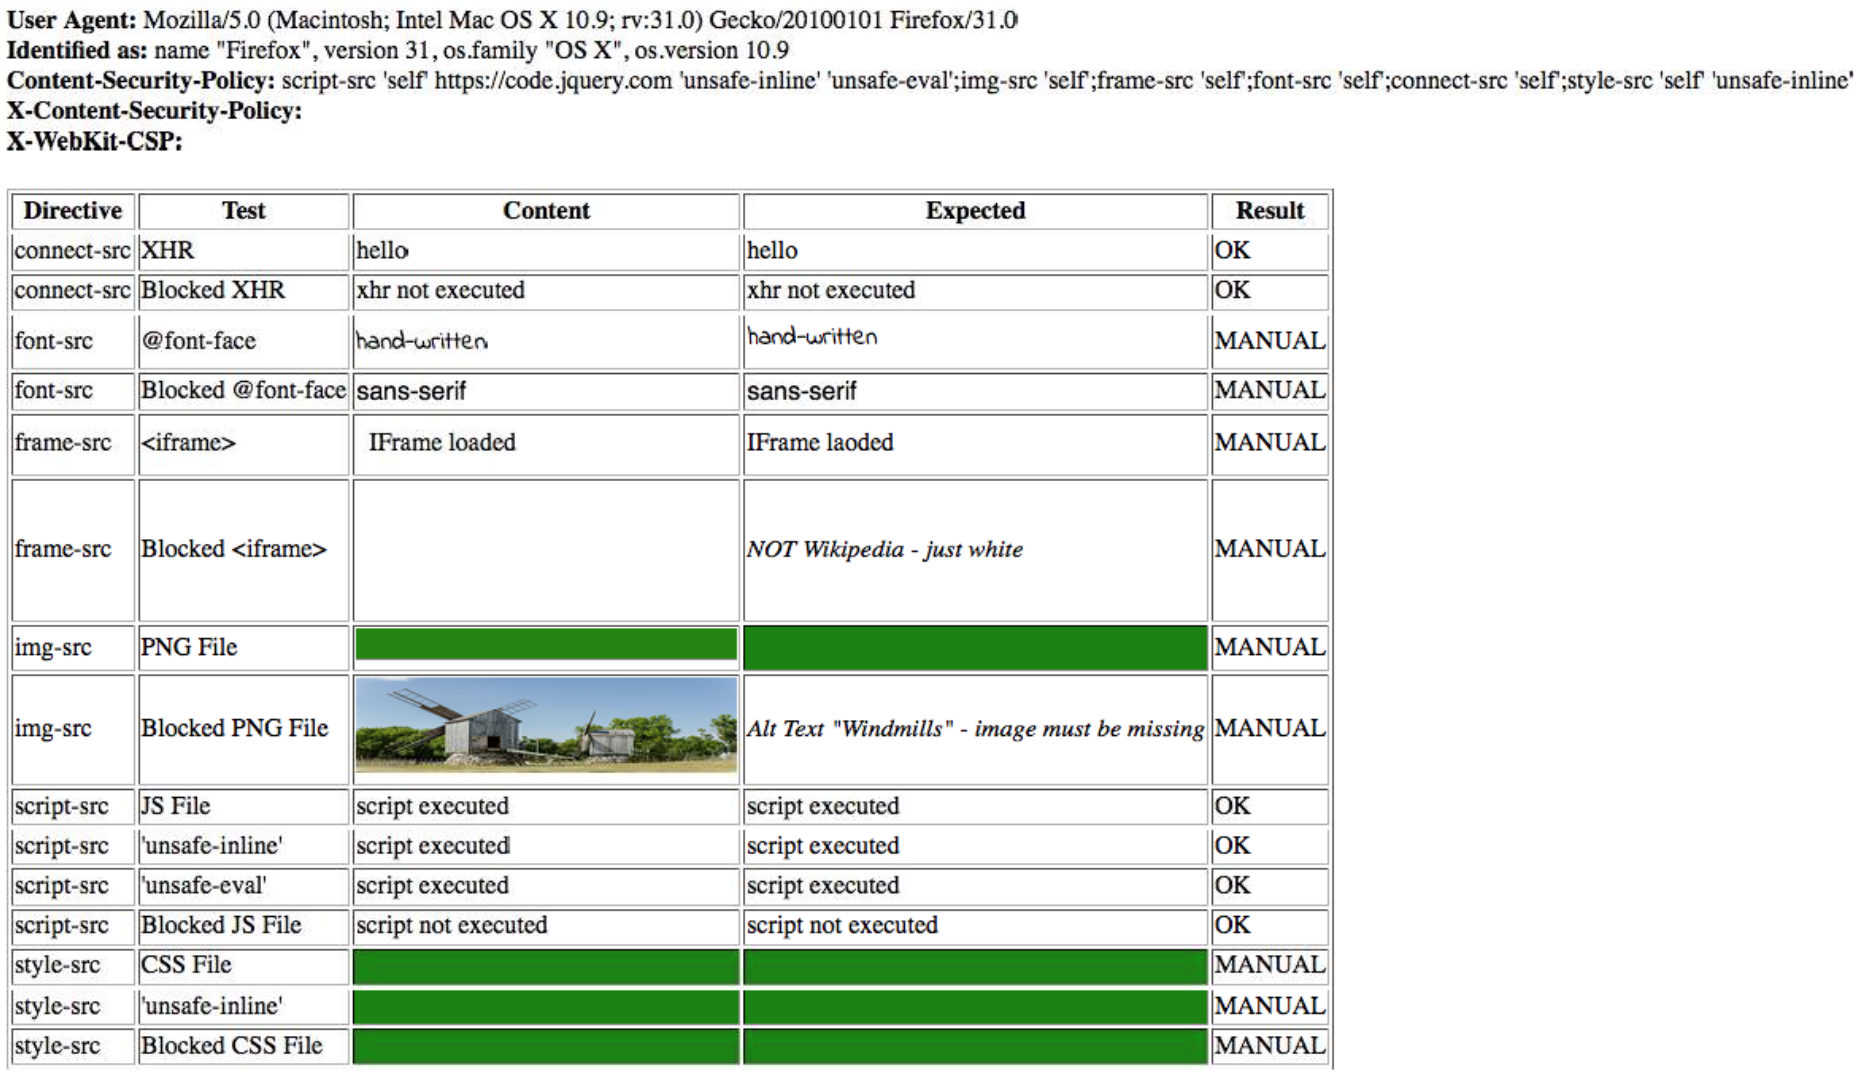 User Agent: Mozilla/5.0 (Macintosh; Intel Mac OS X 10.9; rv:31.0) Gecko/20100101 Firefox/31.0
Identified as: name "Firefox", version 31, os.family "OS X", os.version 10.9
Content-Security-Policy: script-src 'self' https://code.jquery.com 'unsafe-inline' 'unsafe-eval';img-src 'self';frame-src 'self';font-src 'self';connect-src 'self';style-src 'self' 'unsafe-inline'
X-Content-Security-Policy:
X-WebKit-CSP:
Directive Test Content Expected Result
connect-src XHR hello hello OK
connect-src Blocked XHR xhr not executed xhr not executed OK
font-src @font-face hand-written hand-written MANUAL
font-src Blocked @font-face sans-serif sans-serif MANUAL
frame-src <iframe> IFrame loaded IFrame laoded MANUAL
frame-src Blocked <iframe> NOT Wikipedia - just white MANUAL
img-src PNG File MANUAL
img-src Blocked PNG File Alt Text "Windmills" - image must be missing MANUAL
script-src JS File script executed script executed OK
script-src 'unsafe-inline' script executed script executed OK
script-src 'unsafe-eval' script executed script executed OK
script-src Blocked JS File script not executed script not executed OK
style-src CSS File MANUAL
style-src 'unsafe-inline' MANUAL
style-src Blocked CSS File MANUAL